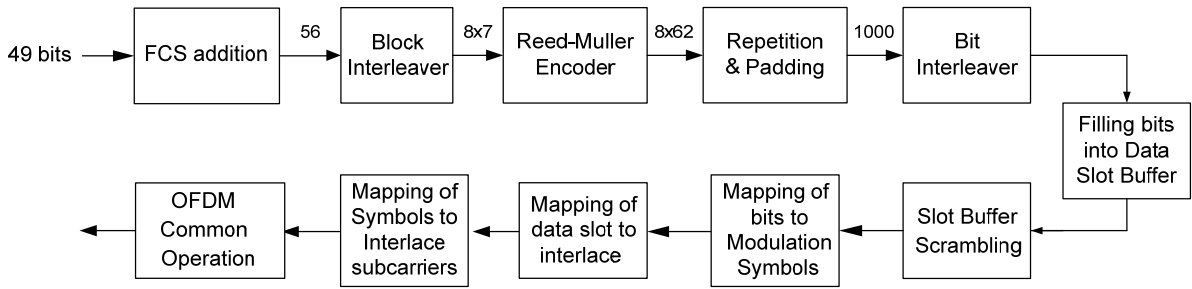 49 bits
FCS addition
56
Block
Interleaver
8x7
Reed-Muller
Encoder
8x62
Repetition
& Padding
1000
Bit
Interleaver
Filling bits
into Data
Slot Buffer
Slot Buffer
Scrambling
Mapping of
bits to
Modulation
Symbols
Mapping of
data slot to
interlace
Mapping of
Symbols to
Interlace
subcarriers
OFDM
Common
Operation